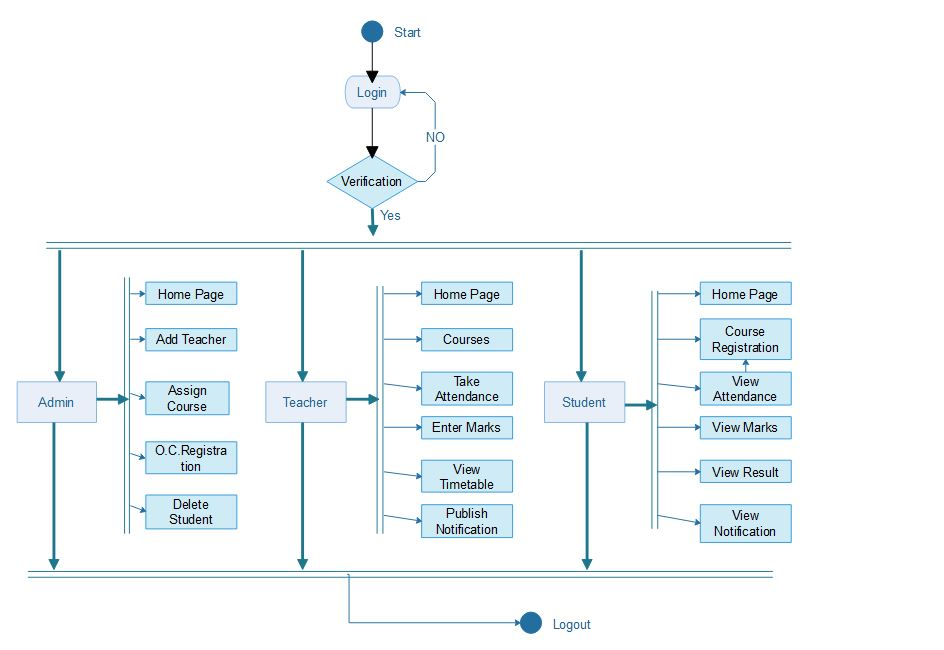 Start
Login
NO
Verification
Yes
Home Page
Add Teacher
Admin
Assign
Course
O.C.Registra
tion
Delete
Student
Home Page
Courses
Teacher
Take
Attendance
Enter Marks
View
Timetable
Publish
Notification
Home Page
Course
Registration
Student
View
Attendance
View Marks
View Result
View
Notification
Logout